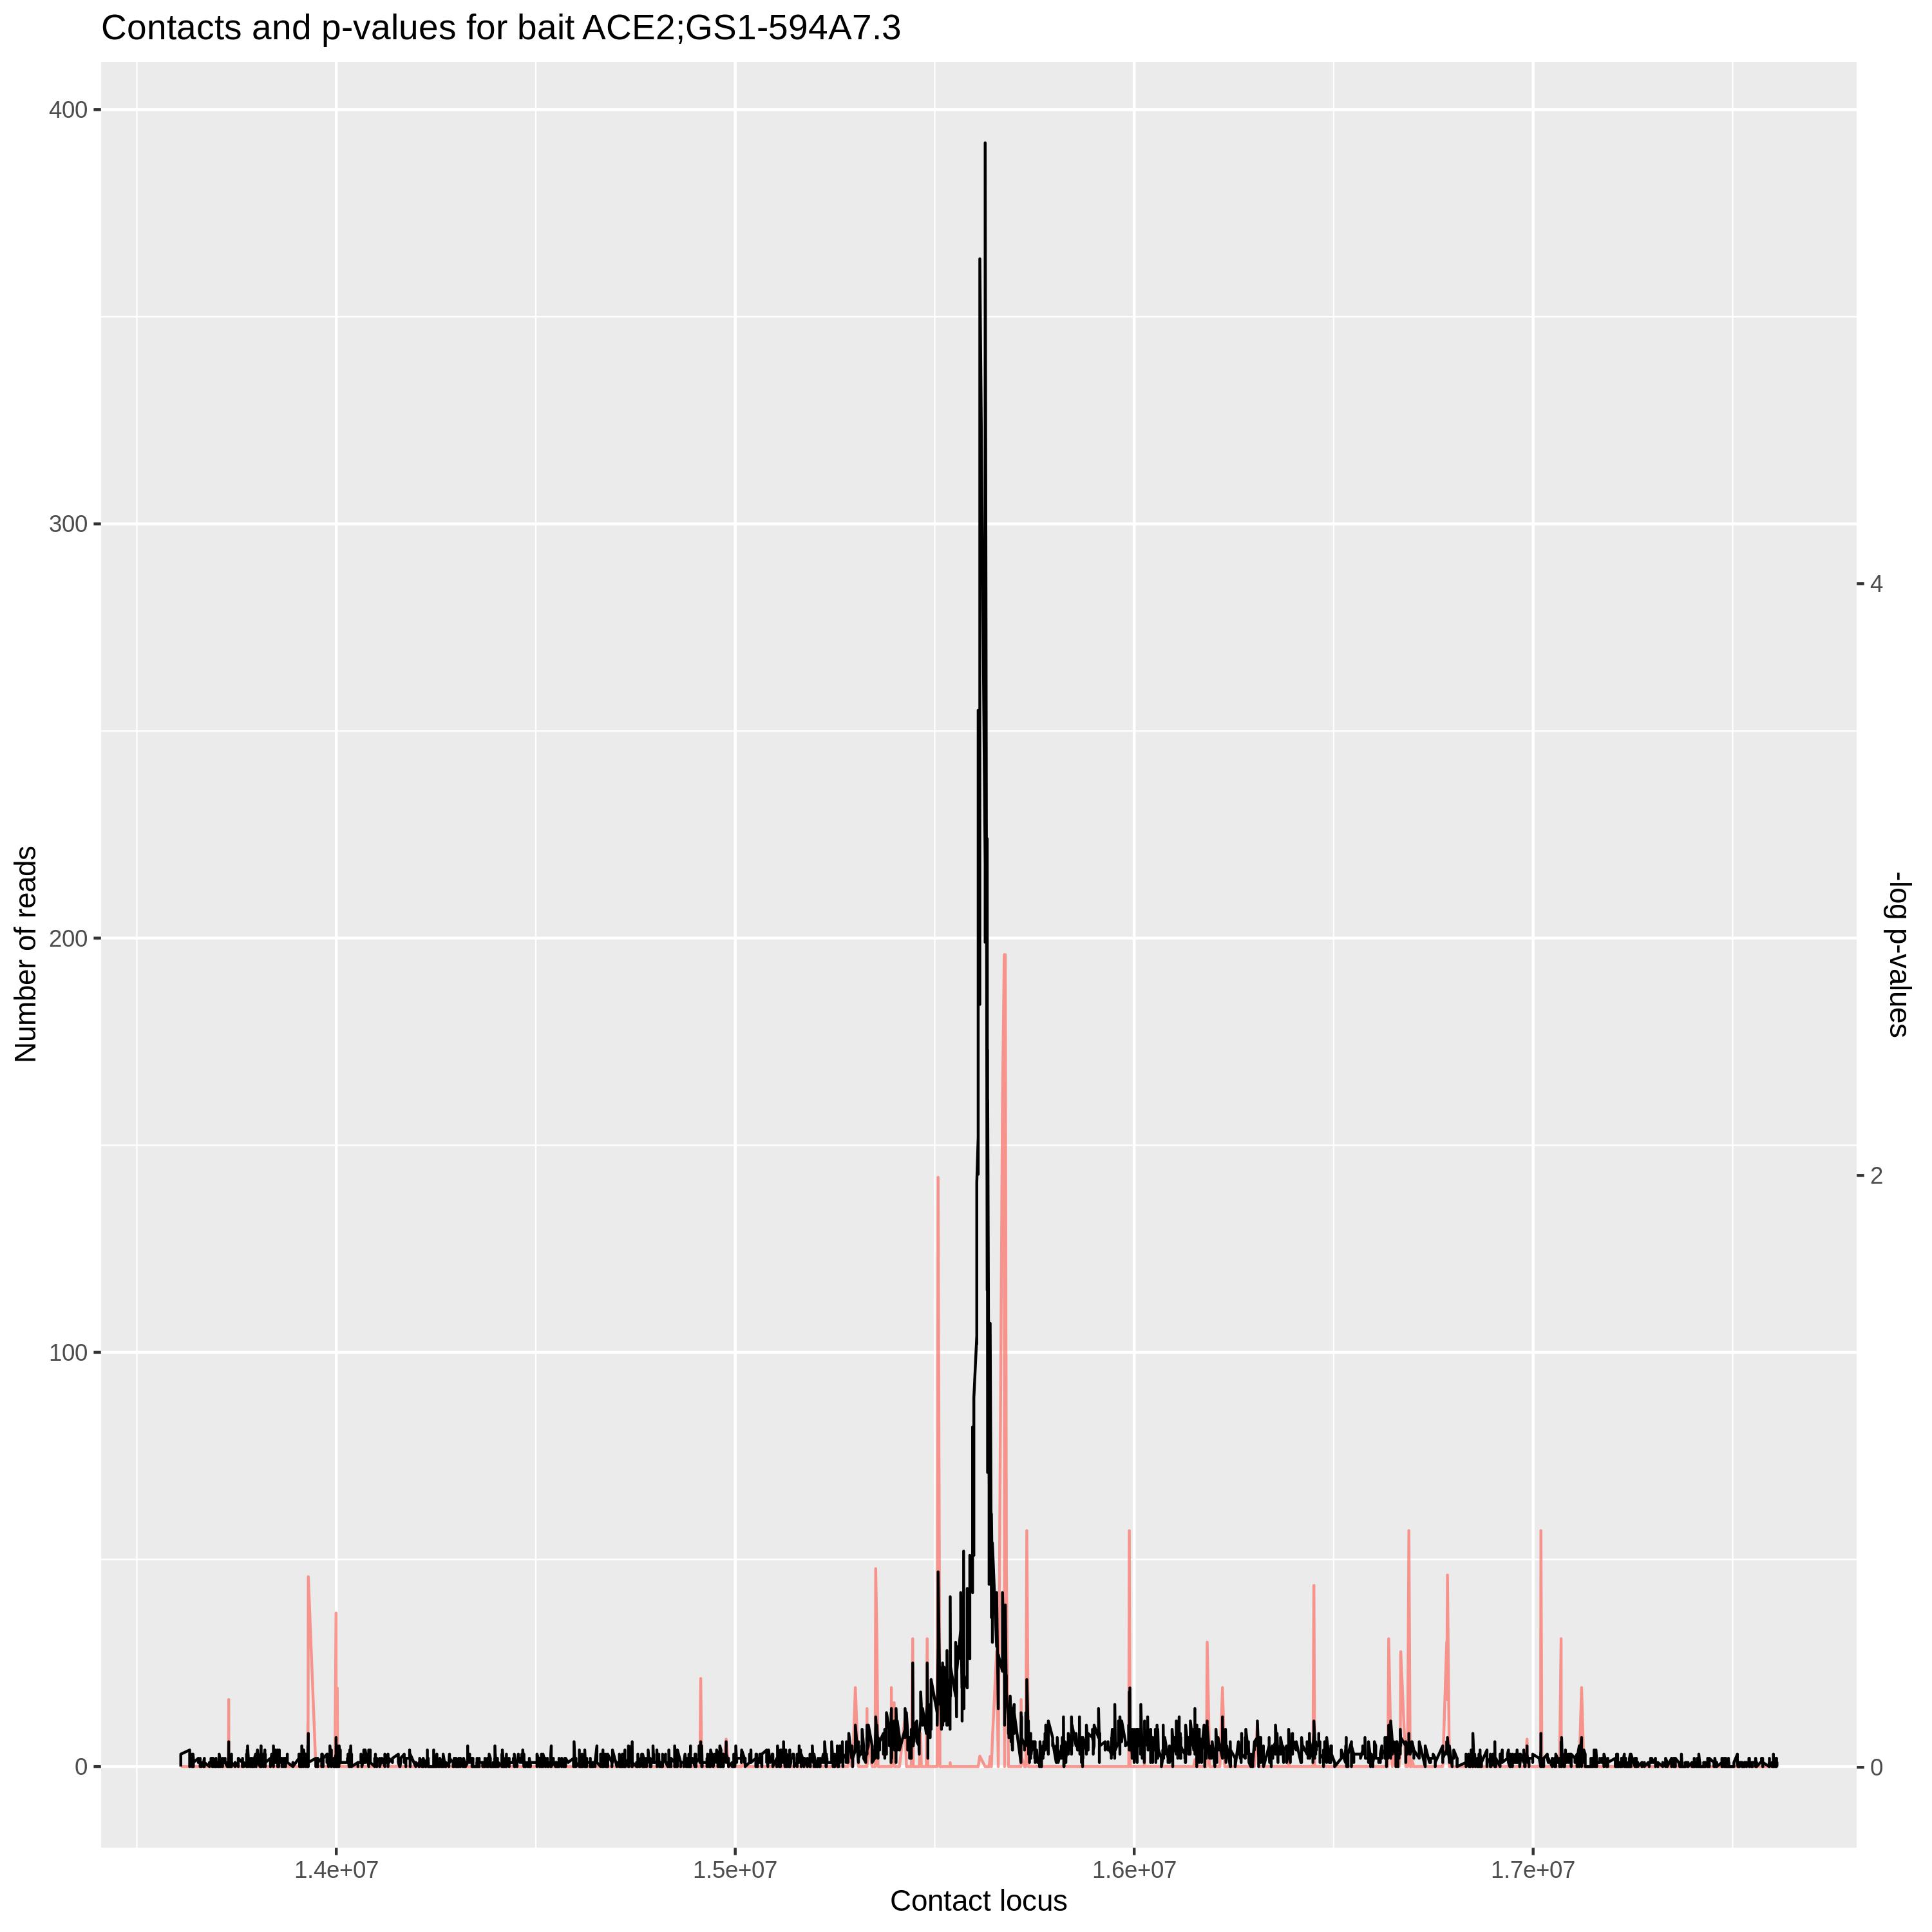 Contacts and p-values for bait ACE2;GS1-594A7.3
400
300
200
100
0
Number of reads
4
2
0
-log p-values
1.4e+07
1.5e+07
1.6e+07
1.7e+07
Contact locus